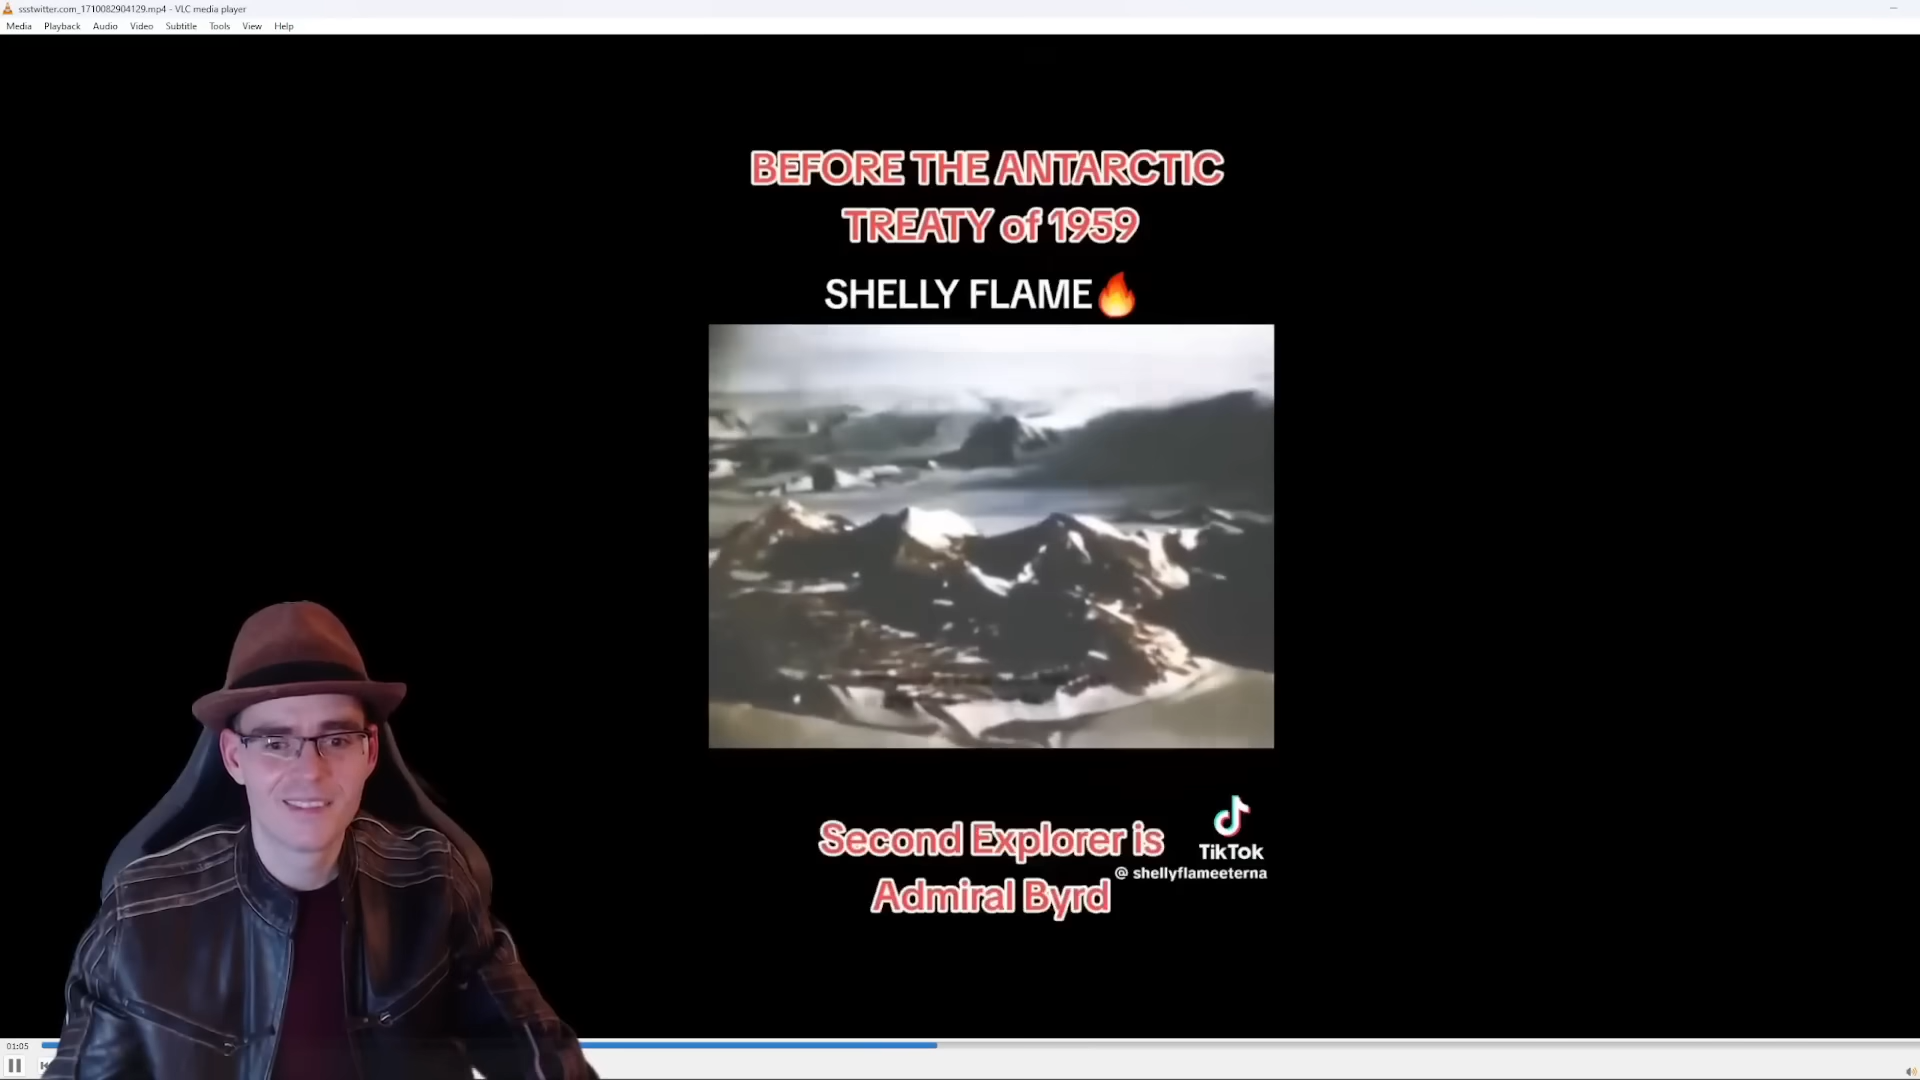 ssstwitter.com_1710082904129.mp4 - VLC media player
Media Playback Audio Video Subtitle Tools View Help
BEFORE THE ANTARCTIC
TREATY of 1959
SHELLY FLAME🔥
Second Explorer is
Admiral Byrd
TikTok
@ shellyflameeterna
01:05